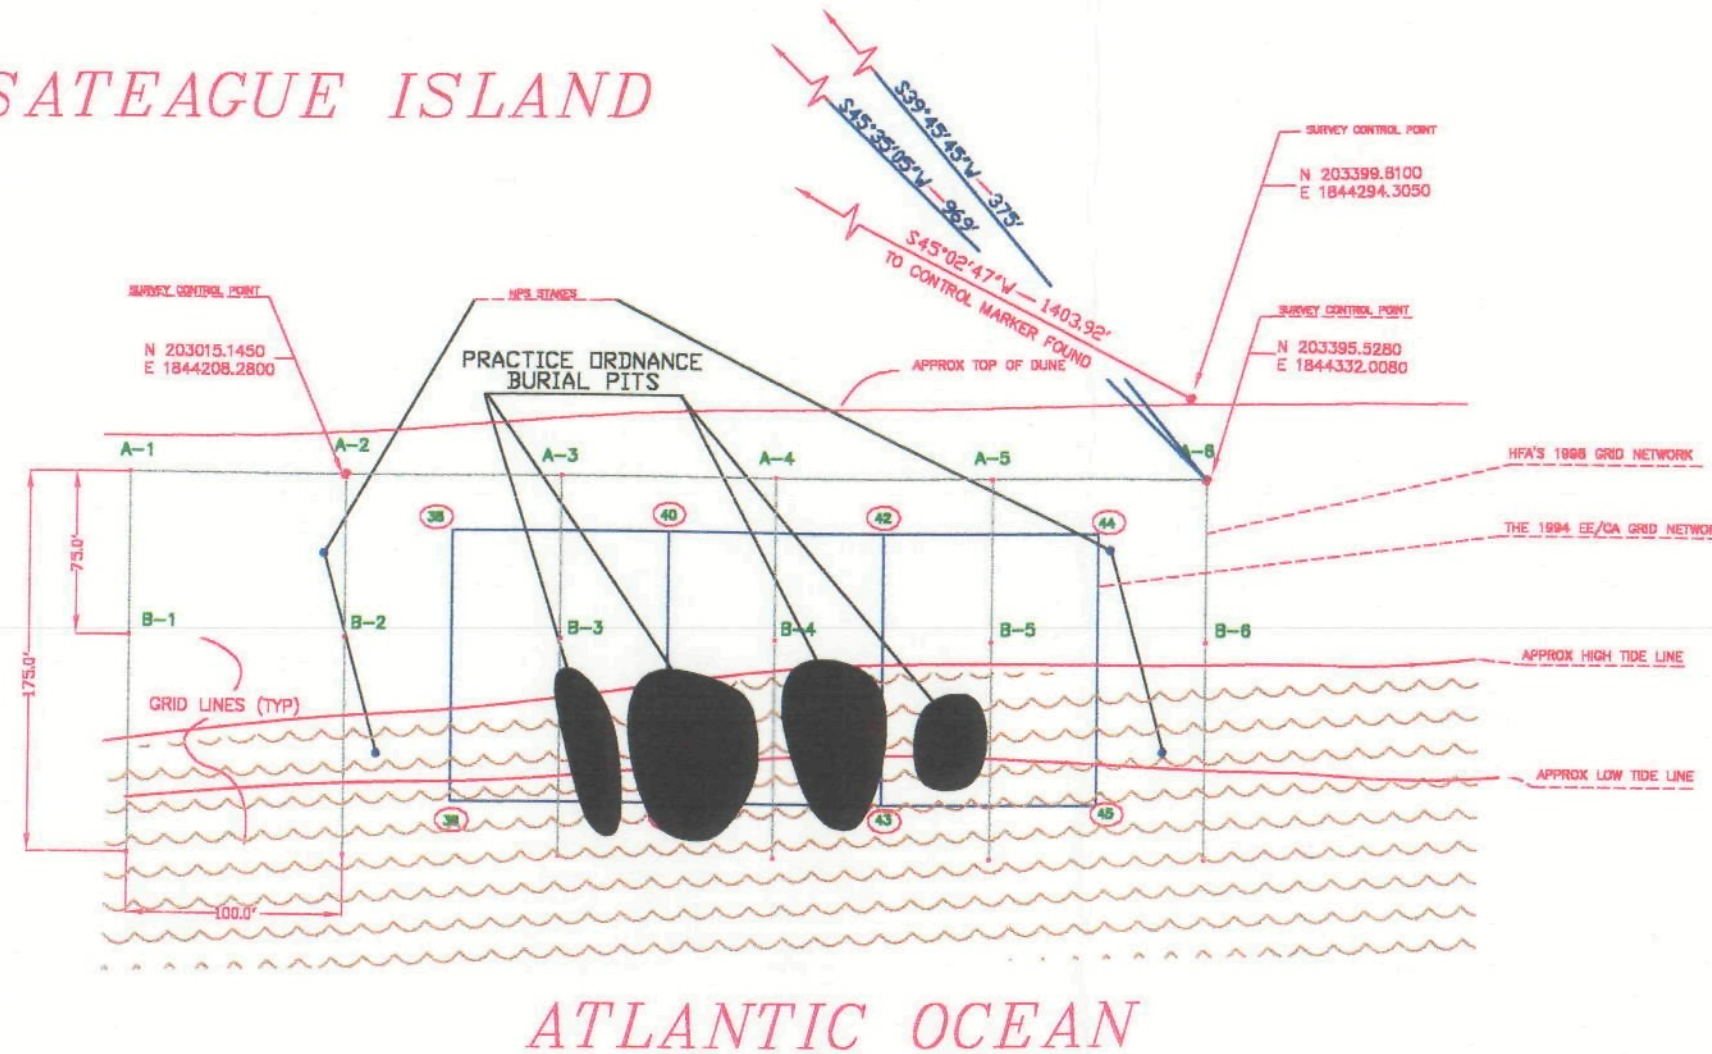 SATEAGUE ISLAND
S39°45'45"W—375'
S45°35'05"W—969'
S45°02'47"W—1403.92'
TO CONTROL MARKER FOUND
SURVEY CONTROL POINT
N 203399.8100
E 1844294.3050
SURVEY CONTROL POINT
N 203015.1450
E 1844208.2800
NPS STAKES
PRACTICE ORDNANCE
BURIAL PITS
APPROX TOP OF DUNE
SURVEY CONTROL POINT
N 203395.5280
E 1844332.0080
A-1
A-2
A-3
A-4
A-5
A-6
HFA'S 1998 GRID NETWORK
40
42
44
THE 1994 EE/CA GRID NETWOR
75.0'
175.0'
B-1
B-2
B-3
B-4
B-5
B-6
APPROX HIGH TIDE LINE
GRID LINES (TYP)
APPROX LOW TIDE LINE
43
45
100.0'
ATLANTIC OCEAN